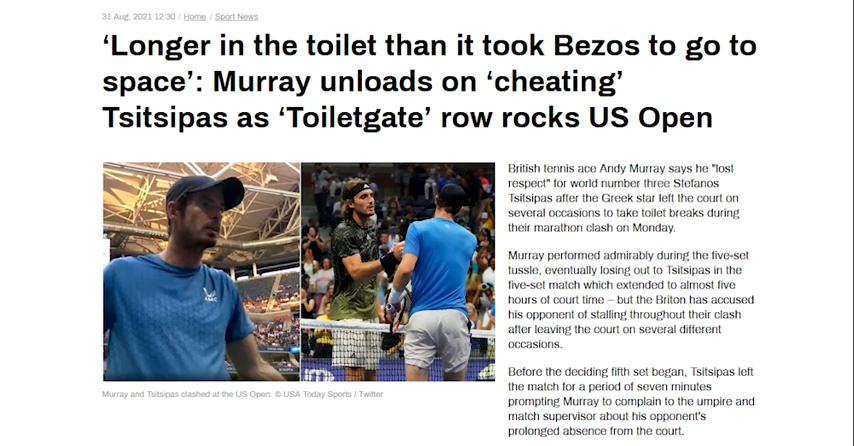 31 Aug, 2021 12:30 / Home / Sport News
‘Longer in the toilet than it took Bezos to go to
space’: Murray unloads on ‘cheating’
Tsitsipas as ‘Toiletgate’ row rocks US Open
British tennis ace Andy Murray says he "lost
respect" for world number three Stefanos
Tsitsipas after the Greek star left the court on
several occasions to take toilet breaks during
their marathon clash on Monday.
Murray performed admirably during the five-set
tussle, eventually losing out to Tsitsipas in the
five-set match which extended to almost five
hours of court time – but the Briton has accused
his opponent of stalling throughout their clash
after leaving the court on several different
occasions.
Before the deciding fifth set began, Tsitsipas left
the match for a period of seven minutes
prompting Murray to complain to the umpire and
match supervisor about his opponent's
prolonged absence from the court.
AMC
Murray and Tsitsipas clashed at the US Open. © USA Today Sports / Twitter